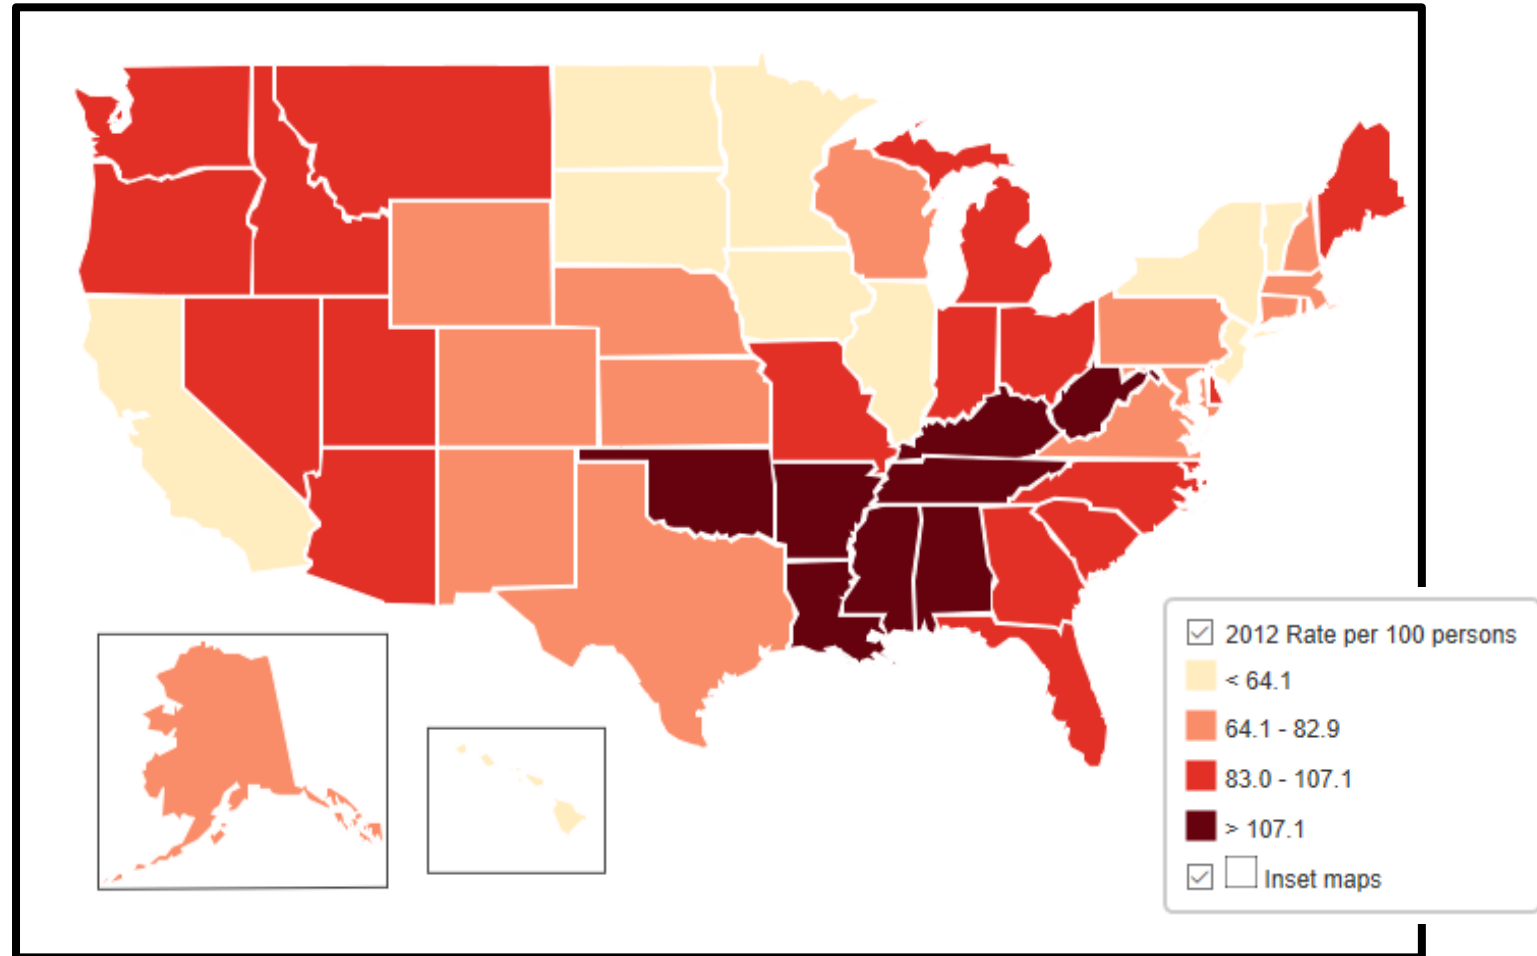 2012 Rate per 100 persons
< 64.1
64.1 - 82.9
83.0 - 107.1
> 107.1
Inset maps